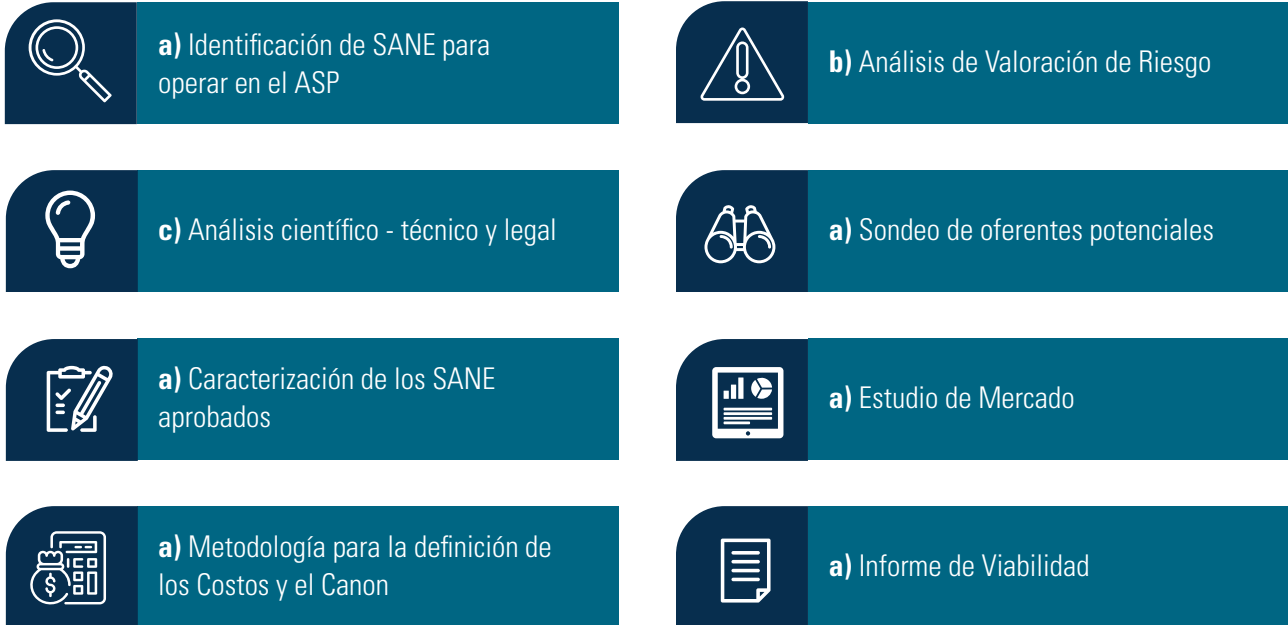 a) Identificación de SANE para
operar en el ASP
b) Análisis de Valoración de Riesgo
c) Análisis científico - técnico y legal
a) Sondeo de oferentes potenciales
a) Caracterización de los SANE
aprobados
a) Estudio de Mercado
a) Metodología para la definición de
los Costos y el Canon
$
a) Informe de Viabilidad